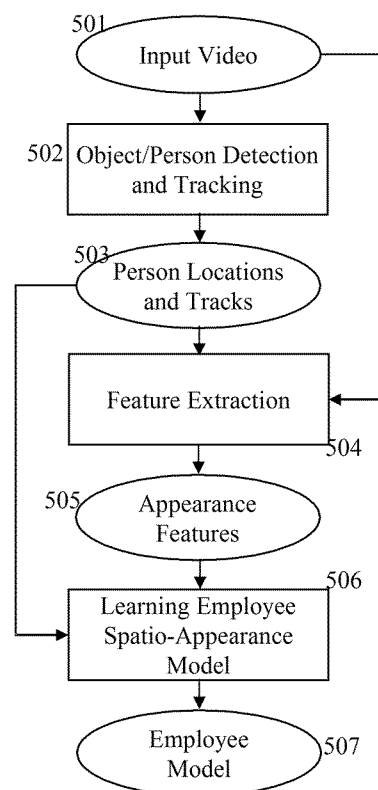 501
Input Video
502
Object/Person Detection
and Tracking
503
Person Locations
and Tracks
Feature Extraction
504
505
Appearance
Features
506
Learning Employee
Spatio-Appearance
Model
Employee
Model
507